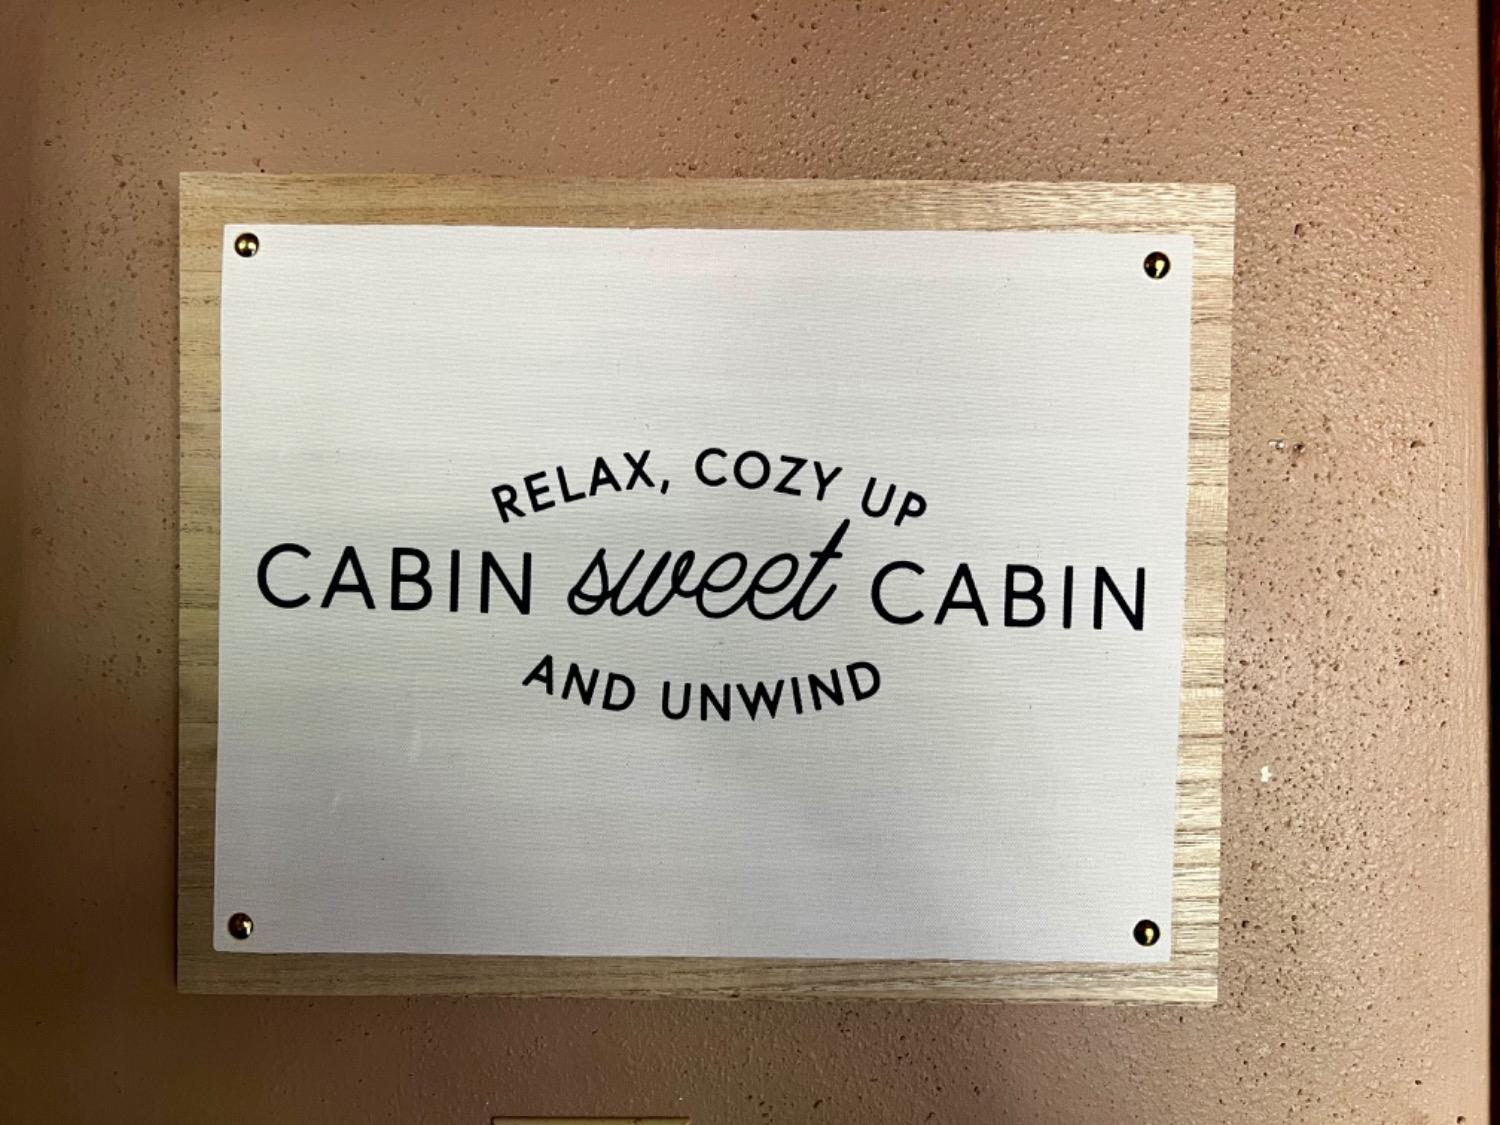 RELAX, COZY UP
CABIN sweet CABIN
AND UNWIND